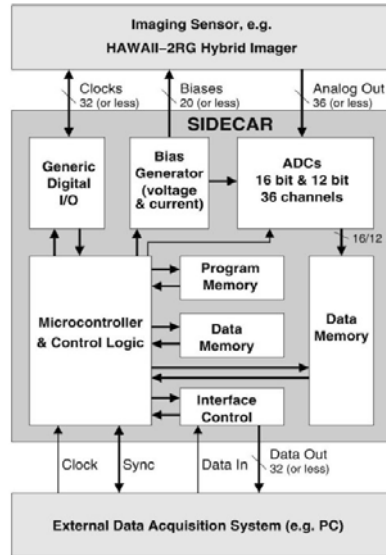 Imaging Sensor, e.g.
HAWAII–2RG Hybrid Imager
Clocks
32 (or less)
Biases
20 (or less)
Analog Out
36 (or less)
SIDECAR
Generic
Digital
I/O
Bias
Generator
(voltage
& current)
ADCs
16 bit & 12 bit
36 channels
16/12
Microcontroller
& Control Logic
Program
Memory
Data
Memory
Interface
Control
Data
Memory
Clock
Sync
Data In
Data Out
32 (or less)
External Data Acquisition System (e.g. PC)